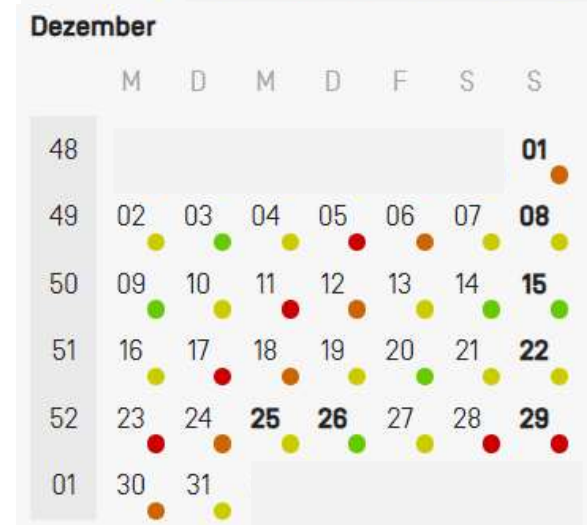 Dezember
M D M D F S S
48 01
49 02 03 04 05 06 07 08
50 09 10 11 12 13 14 15
51 16 17 18 19 20 21 22
52 23 24 25 26 27 28 29
01 30 31